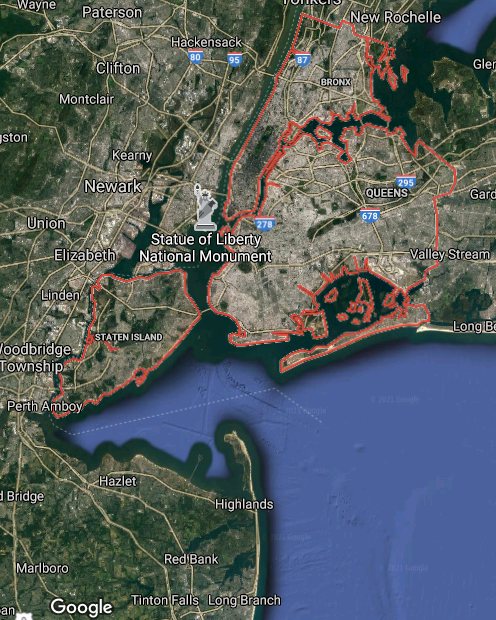 Wayne
Paterson
Yonkers
New Rochelle
Hackensack
80
95
87
Clifton
BRONX
Glen
Montclair
gston
Kearny
Newark
295
QUEENS
Gard
678
Union
278
Statue of Liberty
National Monument
Elizabeth
Valley Stream
Linden
Long Be
STATEN ISLAND
Woodbridge
Township
Perth Amboy
Hazlet
d Bridge
Highlands
Red Bank
Marlboro
Tinton Falls
Long Branch
an
9
Google